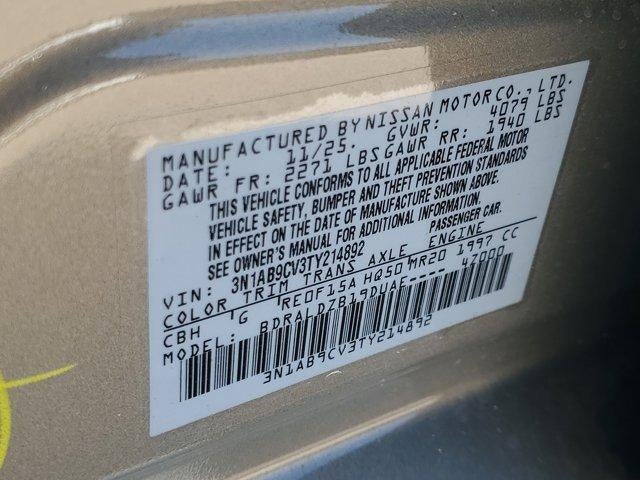 MANUFACTURED BY NISSAN MOTOR CO., LTD.
DATE: 11/25. GVWR: 4079 LBS
GAWR FR: 2271 LBS GAWR RR: 1940 LBS
THIS VEHICLE CONFORMS TO ALL APPLICABLE FEDERAL MOTOR
VEHICLE SAFETY, BUMPER AND THEFT PREVENTION STANDARDS
IN EFFECT ON THE DATE OF MANUFACTURE SHOWN ABOVE.
SEE OWNER'S MANUAL FOR ADDITIONAL INFORMATION.
VIN: 3N1AB9CV3TY214892 PASSENGER CAR.
COLOR TRIM TRANS AXLE ENGINE
CBH G RE0F15A HQ50 MR20 1997 CC
MODEL: BDRALDZB19DUAE----- 47000
3N1AB9CV3TY214892